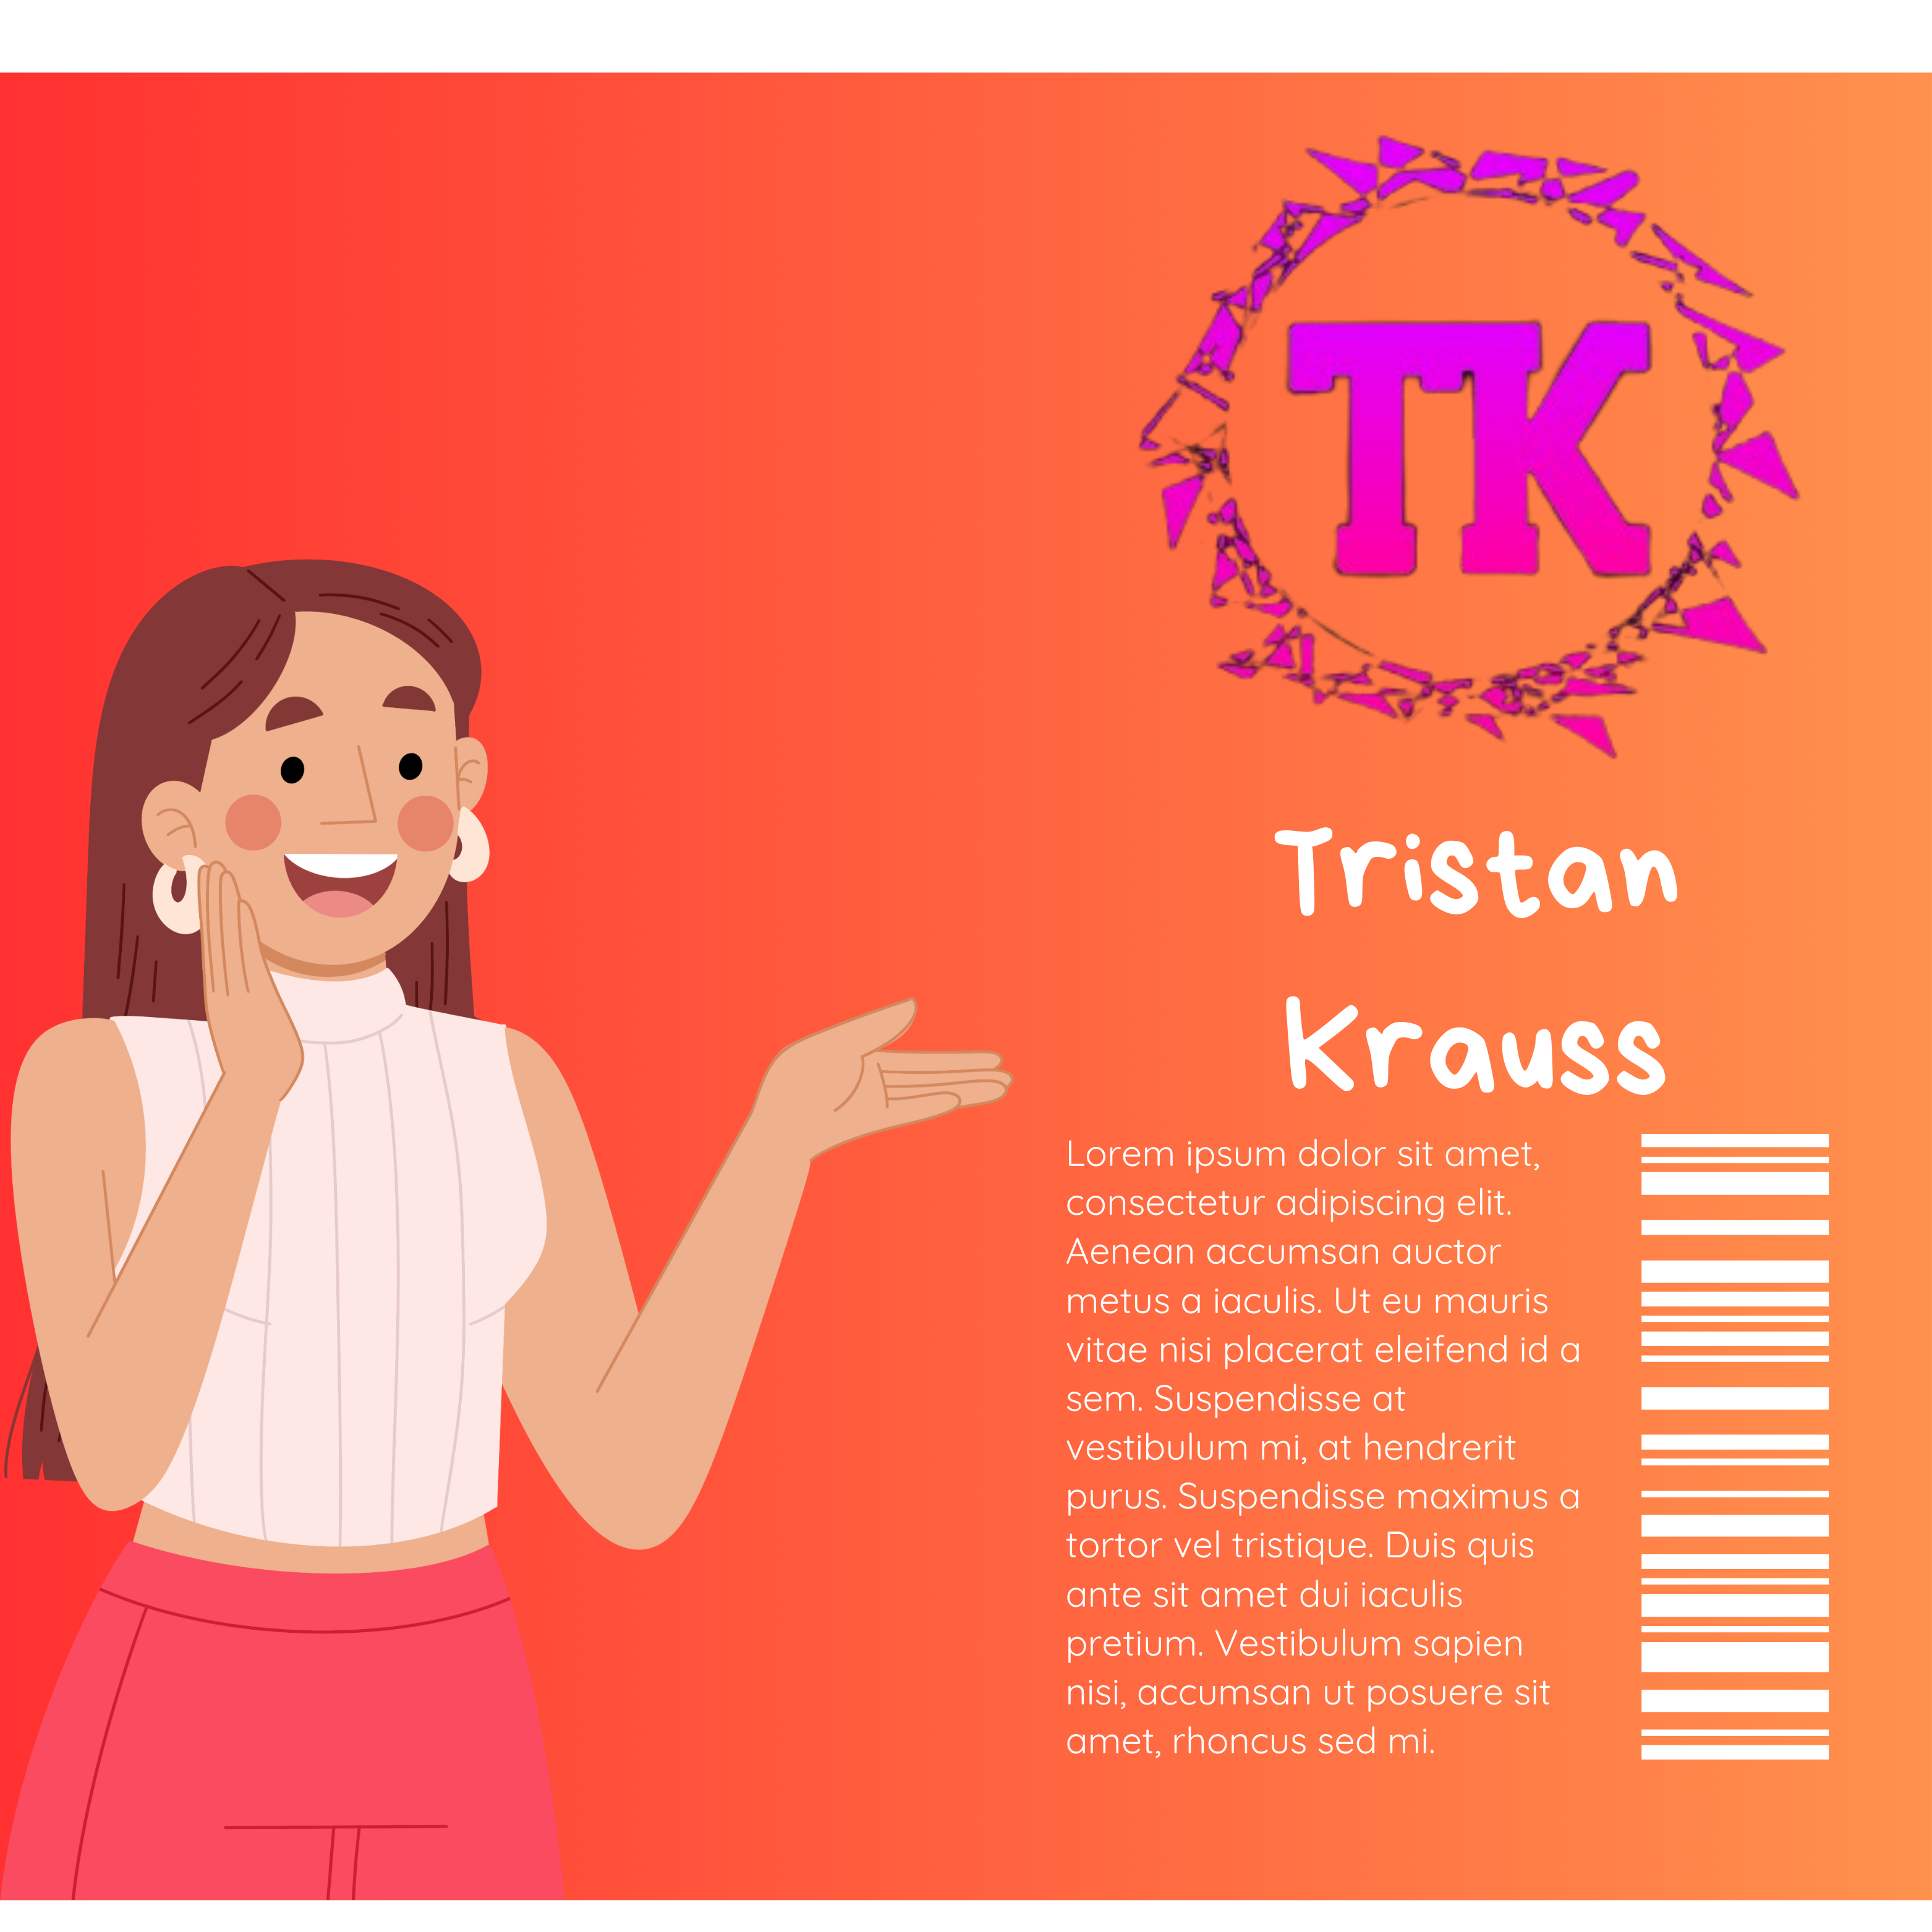 TK
Tristan
Krauss
Lorem ipsum dolor sit amet,
consectetur adipiscing elit.
Aenean accumsan auctor
metus a iaculis. Ut eu mauris
vitae nisi placerat eleifend id a
sem. Suspendisse at
vestibulum mi, at hendrerit
purus. Suspendisse maximus a
tortor vel tristique. Duis quis
ante sit amet dui iaculis
pretium. Vestibulum sapien
nisi, accumsan ut posuere sit
amet, rhoncus sed mi.